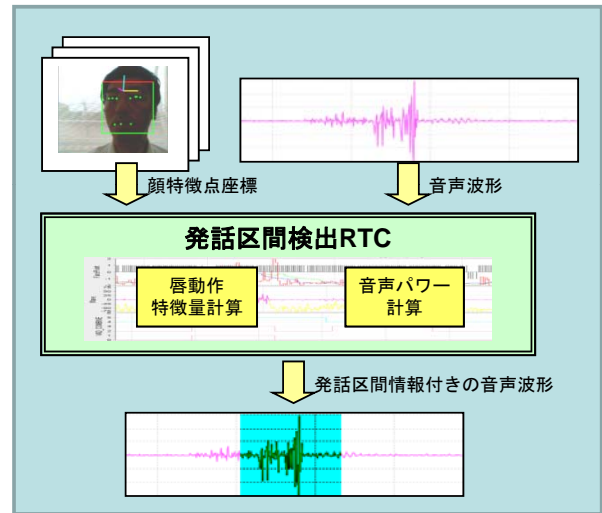 顔特徴点座標
音声波形
発話区間検出RTC
唇動作
特徴量計算
音声パワー
計算
発話区間情報付きの音声波形